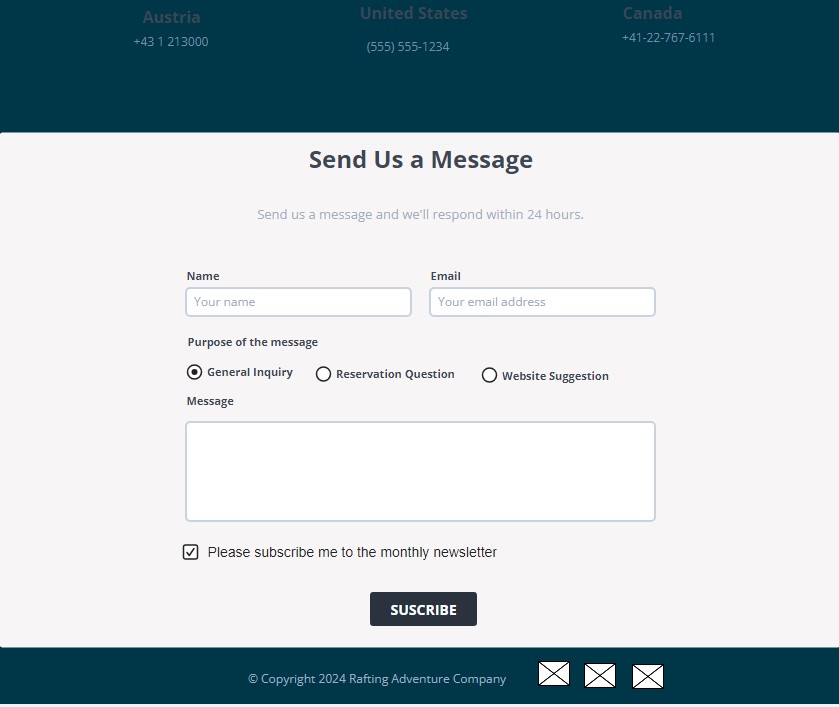 Austria United States Canada
+43 1 213000 (555) 555-1234 +41-22-767-6111
Send Us a Message
Send us a message and we'll respond within 24 hours.
Name Email
Your name Your email address
Purpose of the message
General Inquiry Reservation Question Website Suggestion
Message
Please subscribe me to the monthly newsletter
SUSCRIBE
© Copyright 2024 Rafting Adventure Company